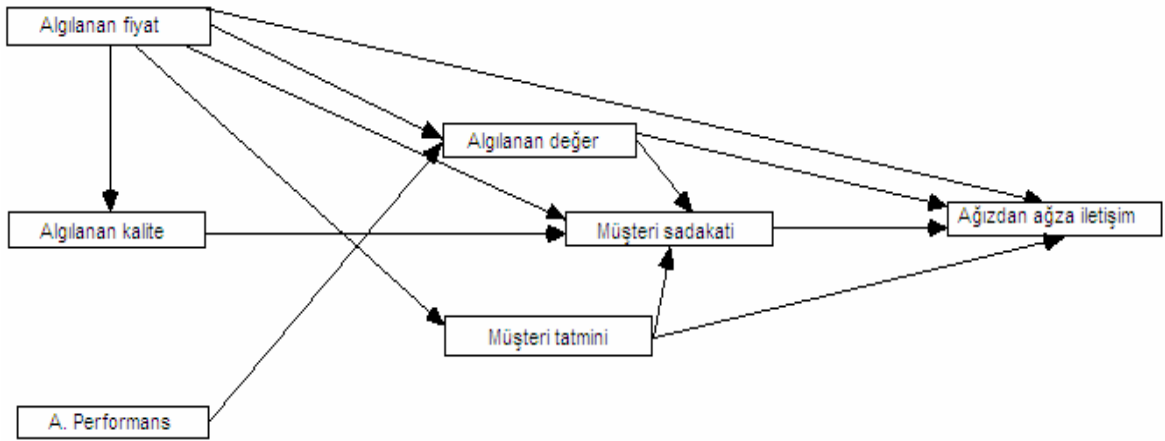 Algılanan fiyat
Algılanan değer
Algılanan kalite
Müşteri sadakati
Ağızdan ağza iletişim
Müşteri tatmini
A. Performans